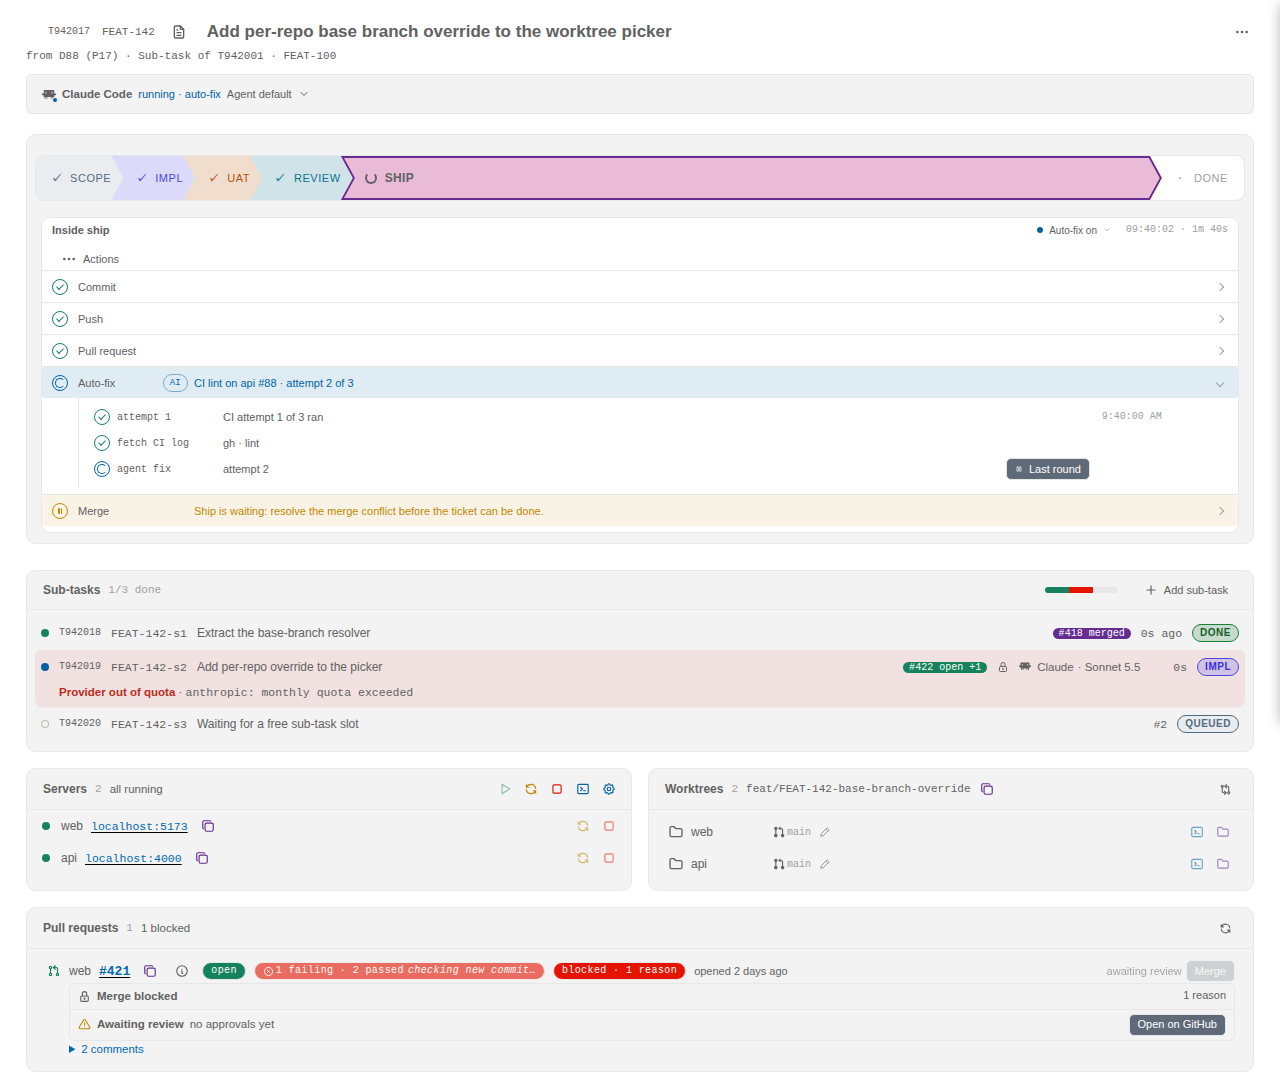 T942017 FEAT-142 Add per-repo base branch override to the worktree picker
from D88 (P17) · Sub-task of T942001 · FEAT-100
Claude Code running · auto-fix Agent default
SCOPE IMPL UAT REVIEW SHIP DONE
Inside ship Auto-fix on 09:40:02 · 1m 40s
Actions
Commit
Push
Pull request
Auto-fix AI CI lint on api #88 · attempt 2 of 3
attempt 1 CI attempt 1 of 3 ran 9:40:00 AM
fetch CI log gh · lint
agent fix attempt 2 Last round
Merge Ship is waiting: resolve the merge conflict before the ticket can be done.
Sub-tasks 1/3 done Add sub-task
T942018 FEAT-142-s1 Extract the base-branch resolver #418 merged 0s ago DONE
T942019 FEAT-142-s2 Add per-repo override to the picker #422 open +1 Claude · Sonnet 5.5 0s IMPL
Provider out of quota · anthropic: monthly quota exceeded
T942020 FEAT-142-s3 Waiting for a free sub-task slot #2 QUEUED
Servers 2 all running
web localhost:5173
api localhost:4000
Worktrees 2 feat/FEAT-142-base-branch-override
web main
api main
Pull requests 1 1 blocked
web #421 open 1 failing · 2 passed checking new commit… blocked · 1 reason opened 2 days ago awaiting review Merge
Merge blocked 1 reason
Awaiting review no approvals yet Open on GitHub
2 comments